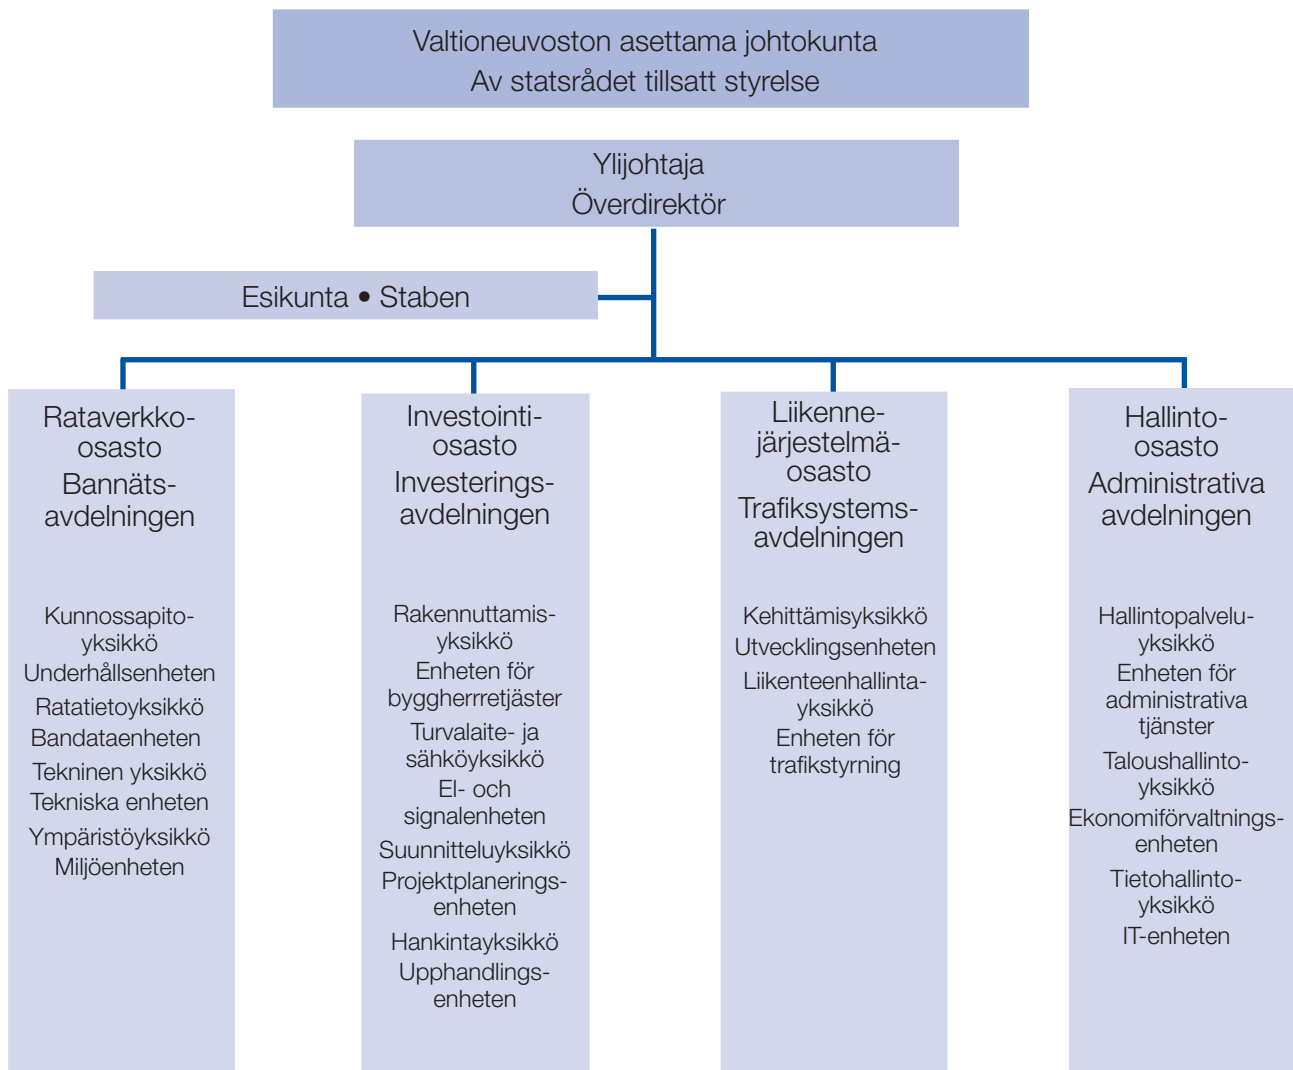 Valtioneuvoston asettama johtokunta
Av statsrådet tillsatt styrelse
Ylijohtaja
Överdirektör
Esikunta • Staben
Rataverkko-
osasto
Bannäts-
avdelningen
Kunnossapito-
yksikkö
Underhållsenheten
Ratatietoyksikkö
Bandataenheten
Tekninen yksikkö
Tekniska enheten
Ympäristöyksikkö
Miljöenheten
Investointi-
osasto
Investerings-
avdelningen
Rakennuttamis-
yksikkö
Enheten för
byggherrretjäster
Turvalaite- ja
sähköyksikkö
El- och
signalenheten
Suunnitteluyksikkö
Projektplanerings-
enheten
Hankintayksikkö
Upphandlings-
enheten
Liikenne-
järjestelmä-
osasto
Trafiksystems-
avdelningen
Kehittämisyksikkö
Utvecklingsenheten
Liikenteenhallinta-
yksikkö
Enheten för
trafikstyrning
Hallinto-
osasto
Administrativa
avdelningen
Hallintopalvelu-
yksikkö
Enheten för
administrativa
tjänster
Taloushallinto-
yksikkö
Ekonomiförvaltnings-
enheten
Tietohallinto-
yksikkö
IT-enheten